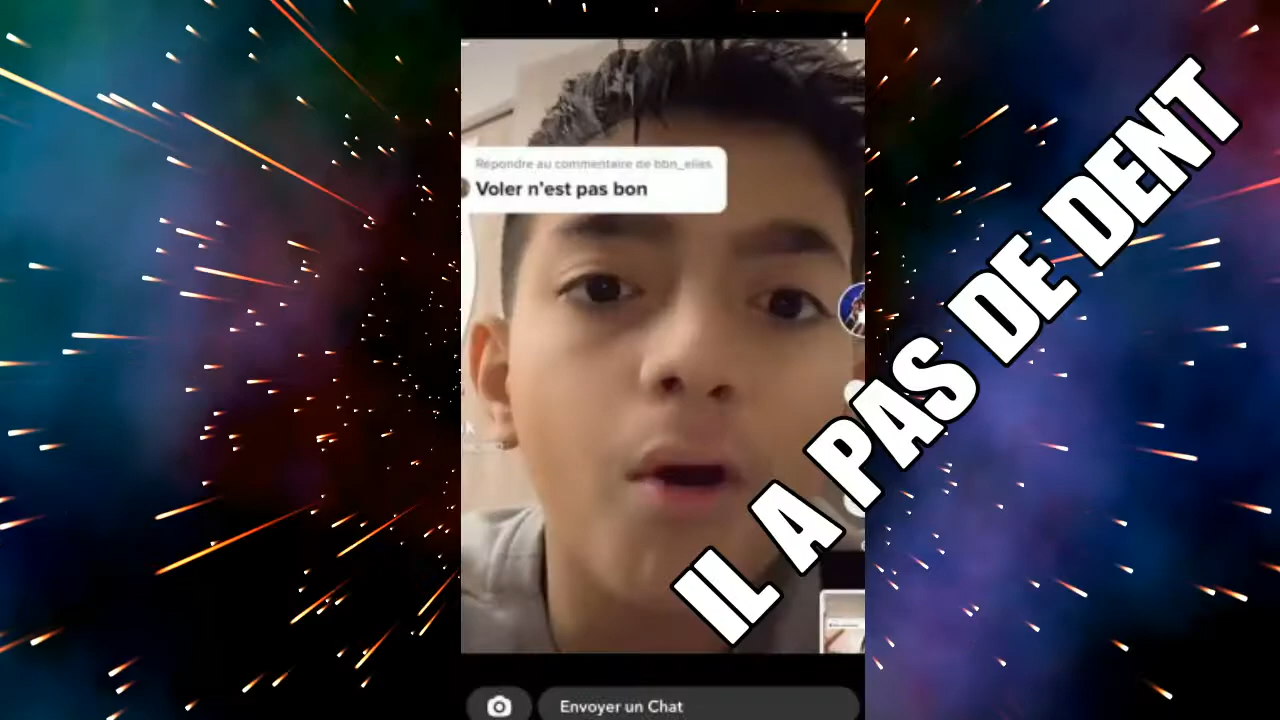 Répondre au commentaire de bbn_elies
Voler n'est pas bon
IL A PAS DE DENT
Envoyer un Chat